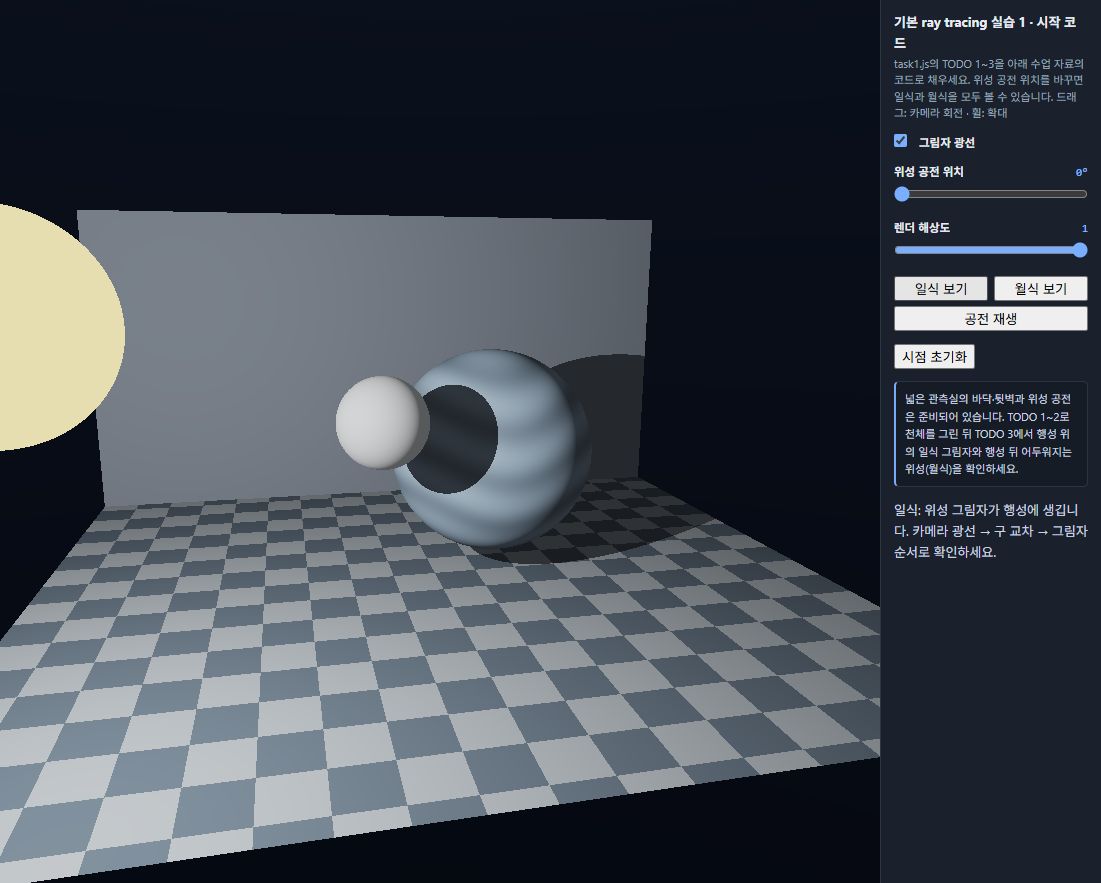 기본 ray tracing 실습 1 · 시작 코
드
task1.js의 TODO 1~3을 아래 수업 자료의
코드로 채우세요. 위성 공전 위치를 바꾸면
일식과 월식을 모두 볼 수 있습니다. 드래
그: 카메라 회전 · 휠: 확대
그림자 광선
위성 공전 위치 0°
렌더 해상도 1
일식 보기 월식 보기
공전 재생
시점 초기화
넓은 관측실의 바닥·뒷벽과 위성 공전
은 준비되어 있습니다. TODO 1~2로
천체를 그린 뒤 TODO 3에서 행성 위
의 일식 그림자와 행성 뒤 어두워지는
위성(월식)을 확인하세요.
일식: 위성 그림자가 행성에 생깁니
다. 카메라 광선 → 구 교차 → 그림자
순서로 확인하세요.